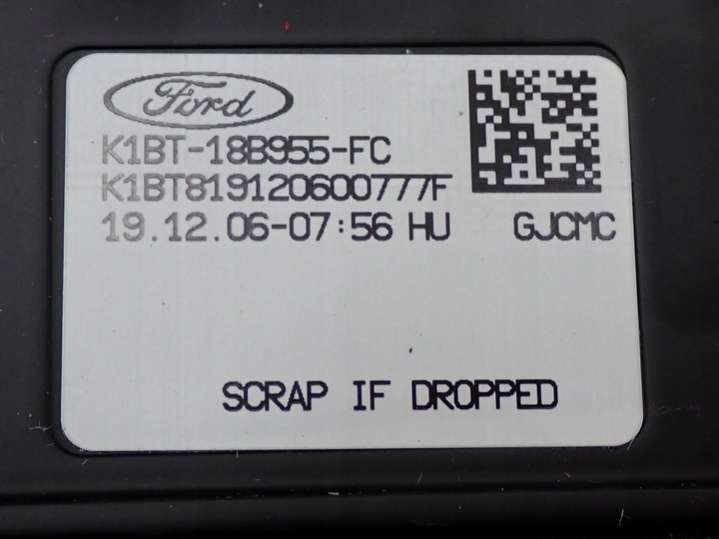 Ford
K1BT-18B955-FC
K1BT819120600777F
19.12.06-07:56 HU GJCMC
SCRAP IF DROPPED